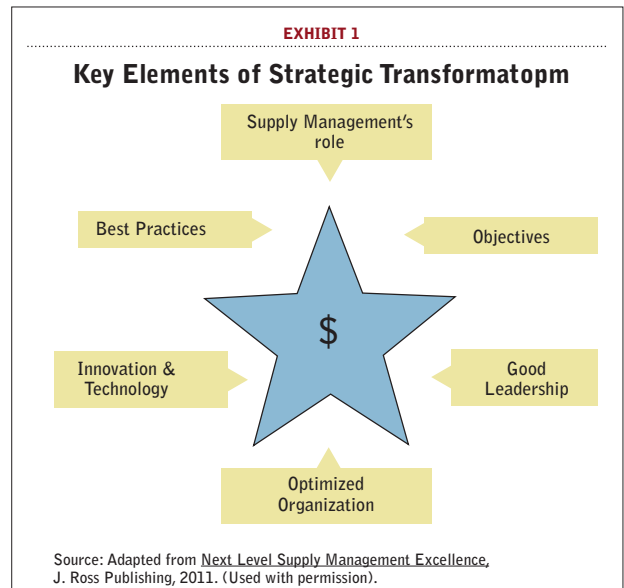 EXHIBIT 1
Key Elements of Strategic Transformatopm
Supply Management's
role
Best Practices
Objectives
$
Innovation &
Technology
Good
Leadership
Optimized
Organization
Source: Adapted from Next Level Supply Management Excellence,
J. Ross Publishing, 2011. (Used with permission).